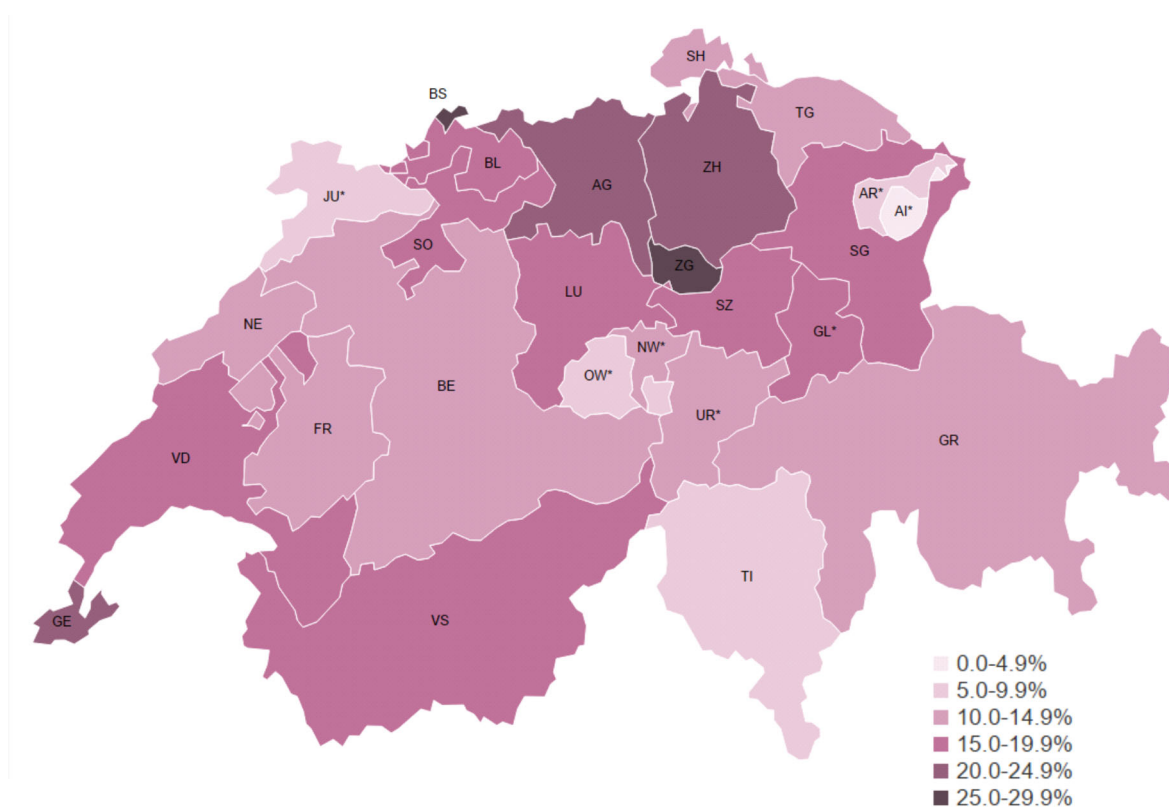 SH
BS
TG
BL
ZH
AG
JU*
AR*
AI*
SO
SG
ZG
LU
SZ
NE
GL*
NW*
OW*
BE
UR*
FR
GR
VD
TI
GE
VS
0.0-4.9%
5.0-9.9%
10.0-14.9%
15.0-19.9%
20.0-24.9%
25.0-29.9%